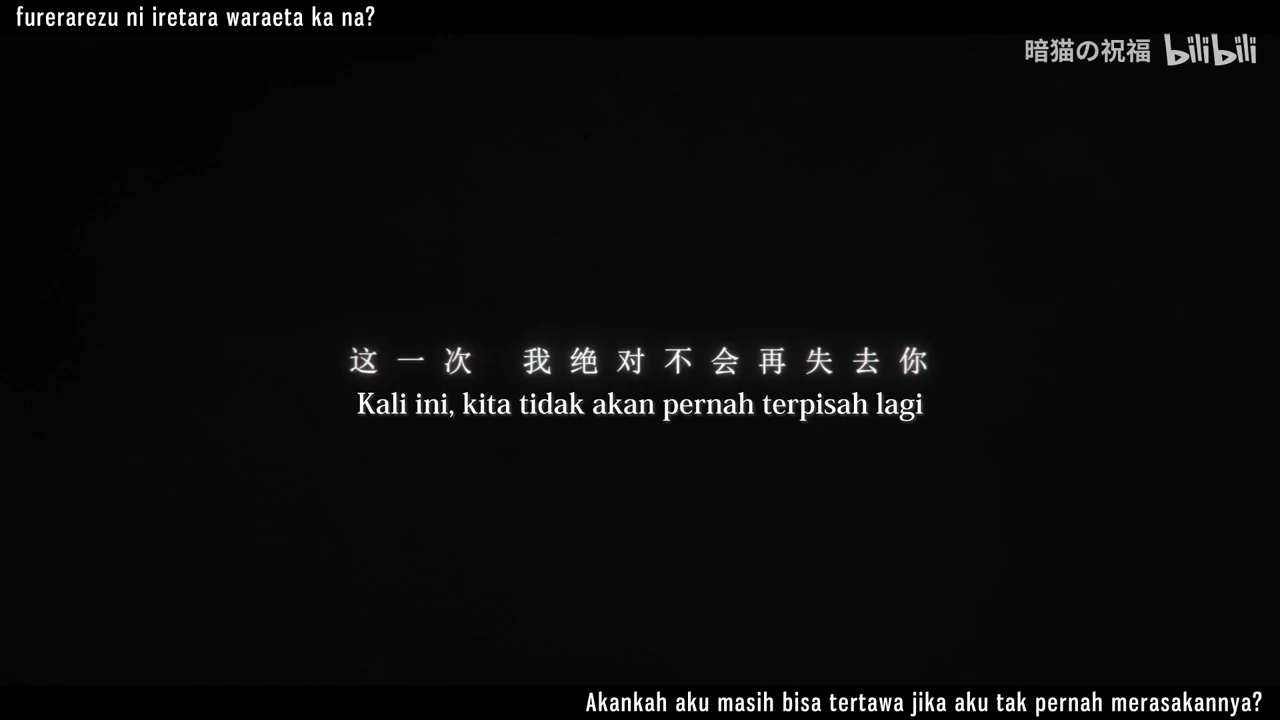 furerarezu ni iretara waraeta ka na?
暗猫の祝福 bilibili
这一次 我绝对不会再失去你
Kali ini, kita tidak akan pernah terpisah lagi
Akankah aku masih bisa tertawa jika aku tak pernah merasakannya?